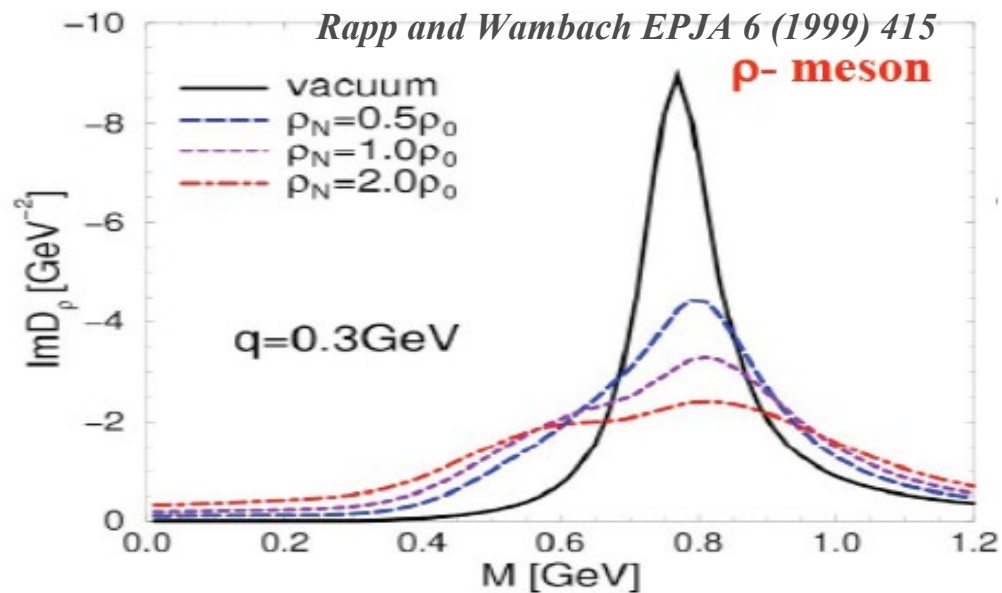 Rapp and Wambach EPJA 6 (1999) 415
ρ- meson
vacuum
ρN=0.5ρ0
ρN=1.0ρ0
ρN=2.0ρ0
q=0.3GeV
ImDρ [GeV⁻²]
-10
-8
-6
-4
-2
0
0.0 0.2 0.4 0.6 0.8 1.0 1.2
M [GeV]